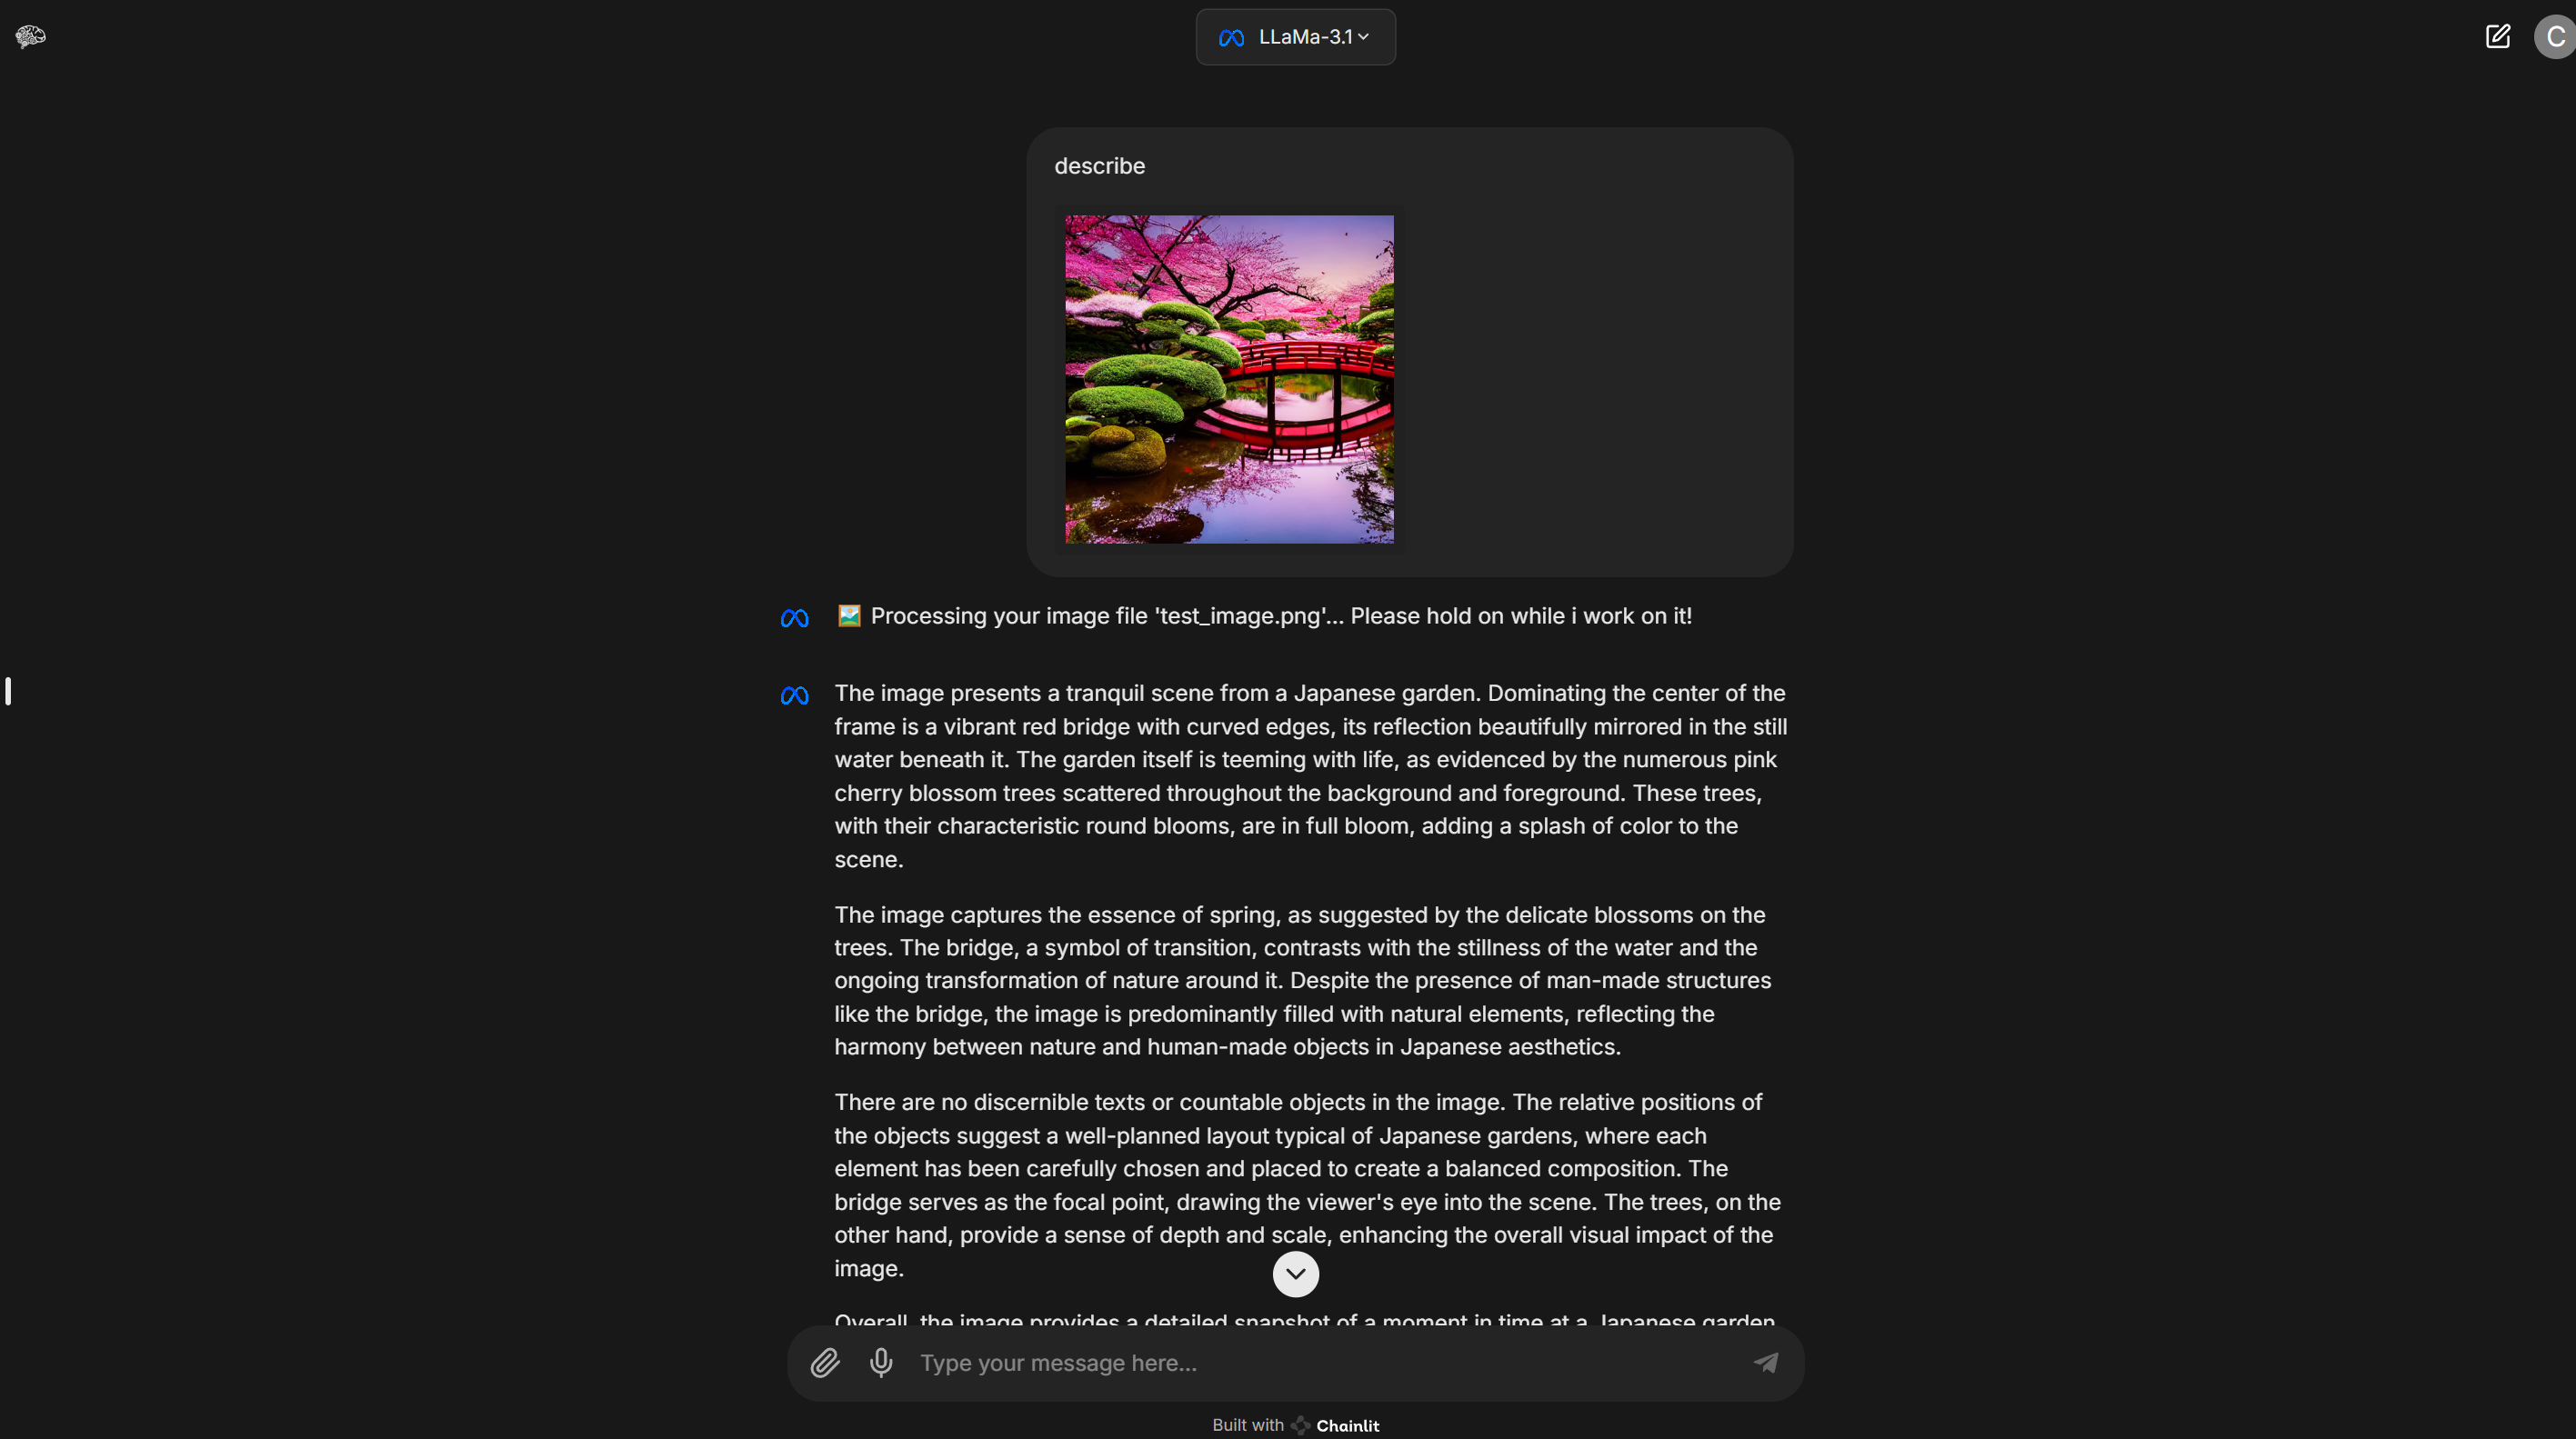 LLaMa-3.1
C
describe
Processing your image file 'test_image.png'... Please hold on while i work on it!
The image presents a tranquil scene from a Japanese garden. Dominating the center of the
frame is a vibrant red bridge with curved edges, its reflection beautifully mirrored in the still
water beneath it. The garden itself is teeming with life, as evidenced by the numerous pink
cherry blossom trees scattered throughout the background and foreground. These trees,
with their characteristic round blooms, are in full bloom, adding a splash of color to the
scene.
The image captures the essence of spring, as suggested by the delicate blossoms on the
trees. The bridge, a symbol of transition, contrasts with the stillness of the water and the
ongoing transformation of nature around it. Despite the presence of man-made structures
like the bridge, the image is predominantly filled with natural elements, reflecting the
harmony between nature and human-made objects in Japanese aesthetics.
There are no discernible texts or countable objects in the image. The relative positions of
the objects suggest a well-planned layout typical of Japanese gardens, where each
element has been carefully chosen and placed to create a balanced composition. The
bridge serves as the focal point, drawing the viewer's eye into the scene. The trees, on the
other hand, provide a sense of depth and scale, enhancing the overall visual impact of the
image.
Overall, the image provides a detailed snapshot of a moment in time at a Japanese garden
Type your message here...
Built with Chainlit